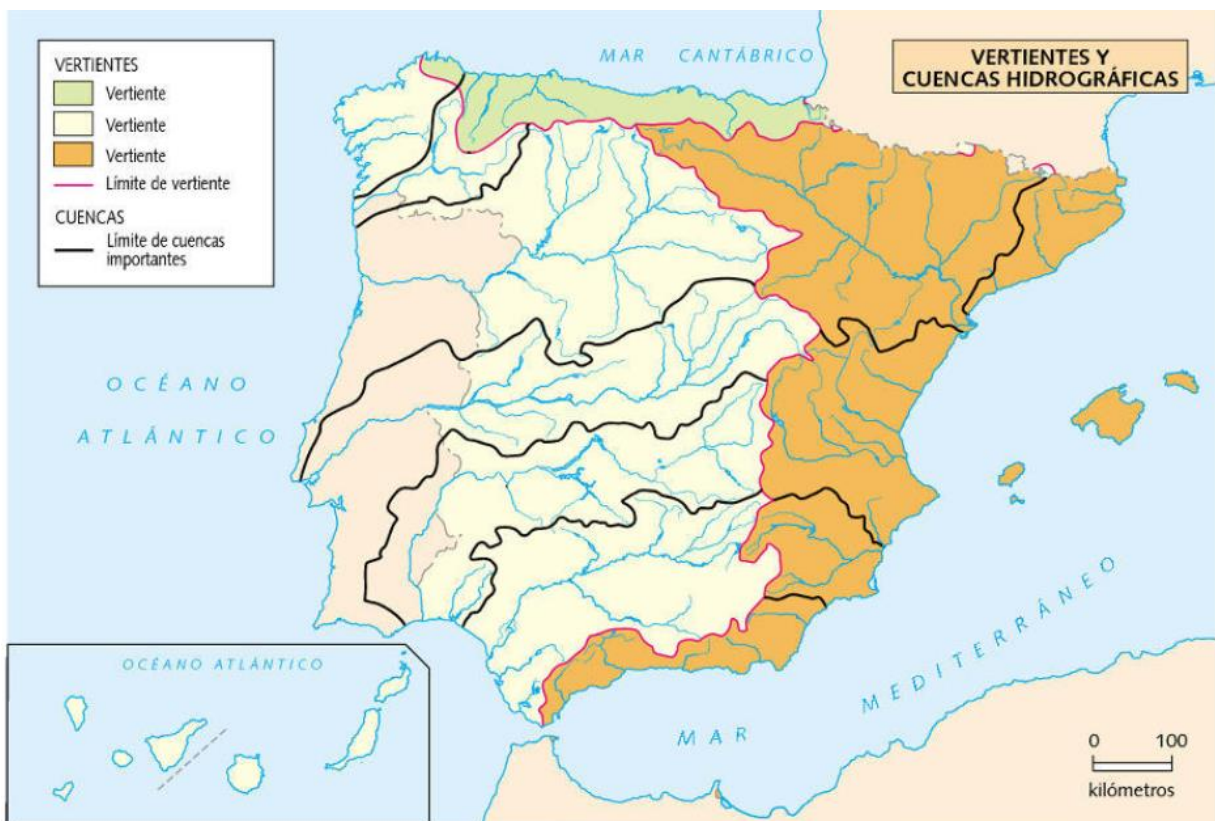 VERTIENTES Y
CUENCAS HIDROGRÁFICAS
VERTIENTES
Vertiente
Vertiente
Vertiente
Límite de vertiente
CUENCAS
Límite de cuencas
importantes
MAR CANTÁBRICO
OCÉANO
ATLÁNTICO
MAR MEDITERRÁNEO
OCÉANO ATLÁNTICO
0 100
kilómetros